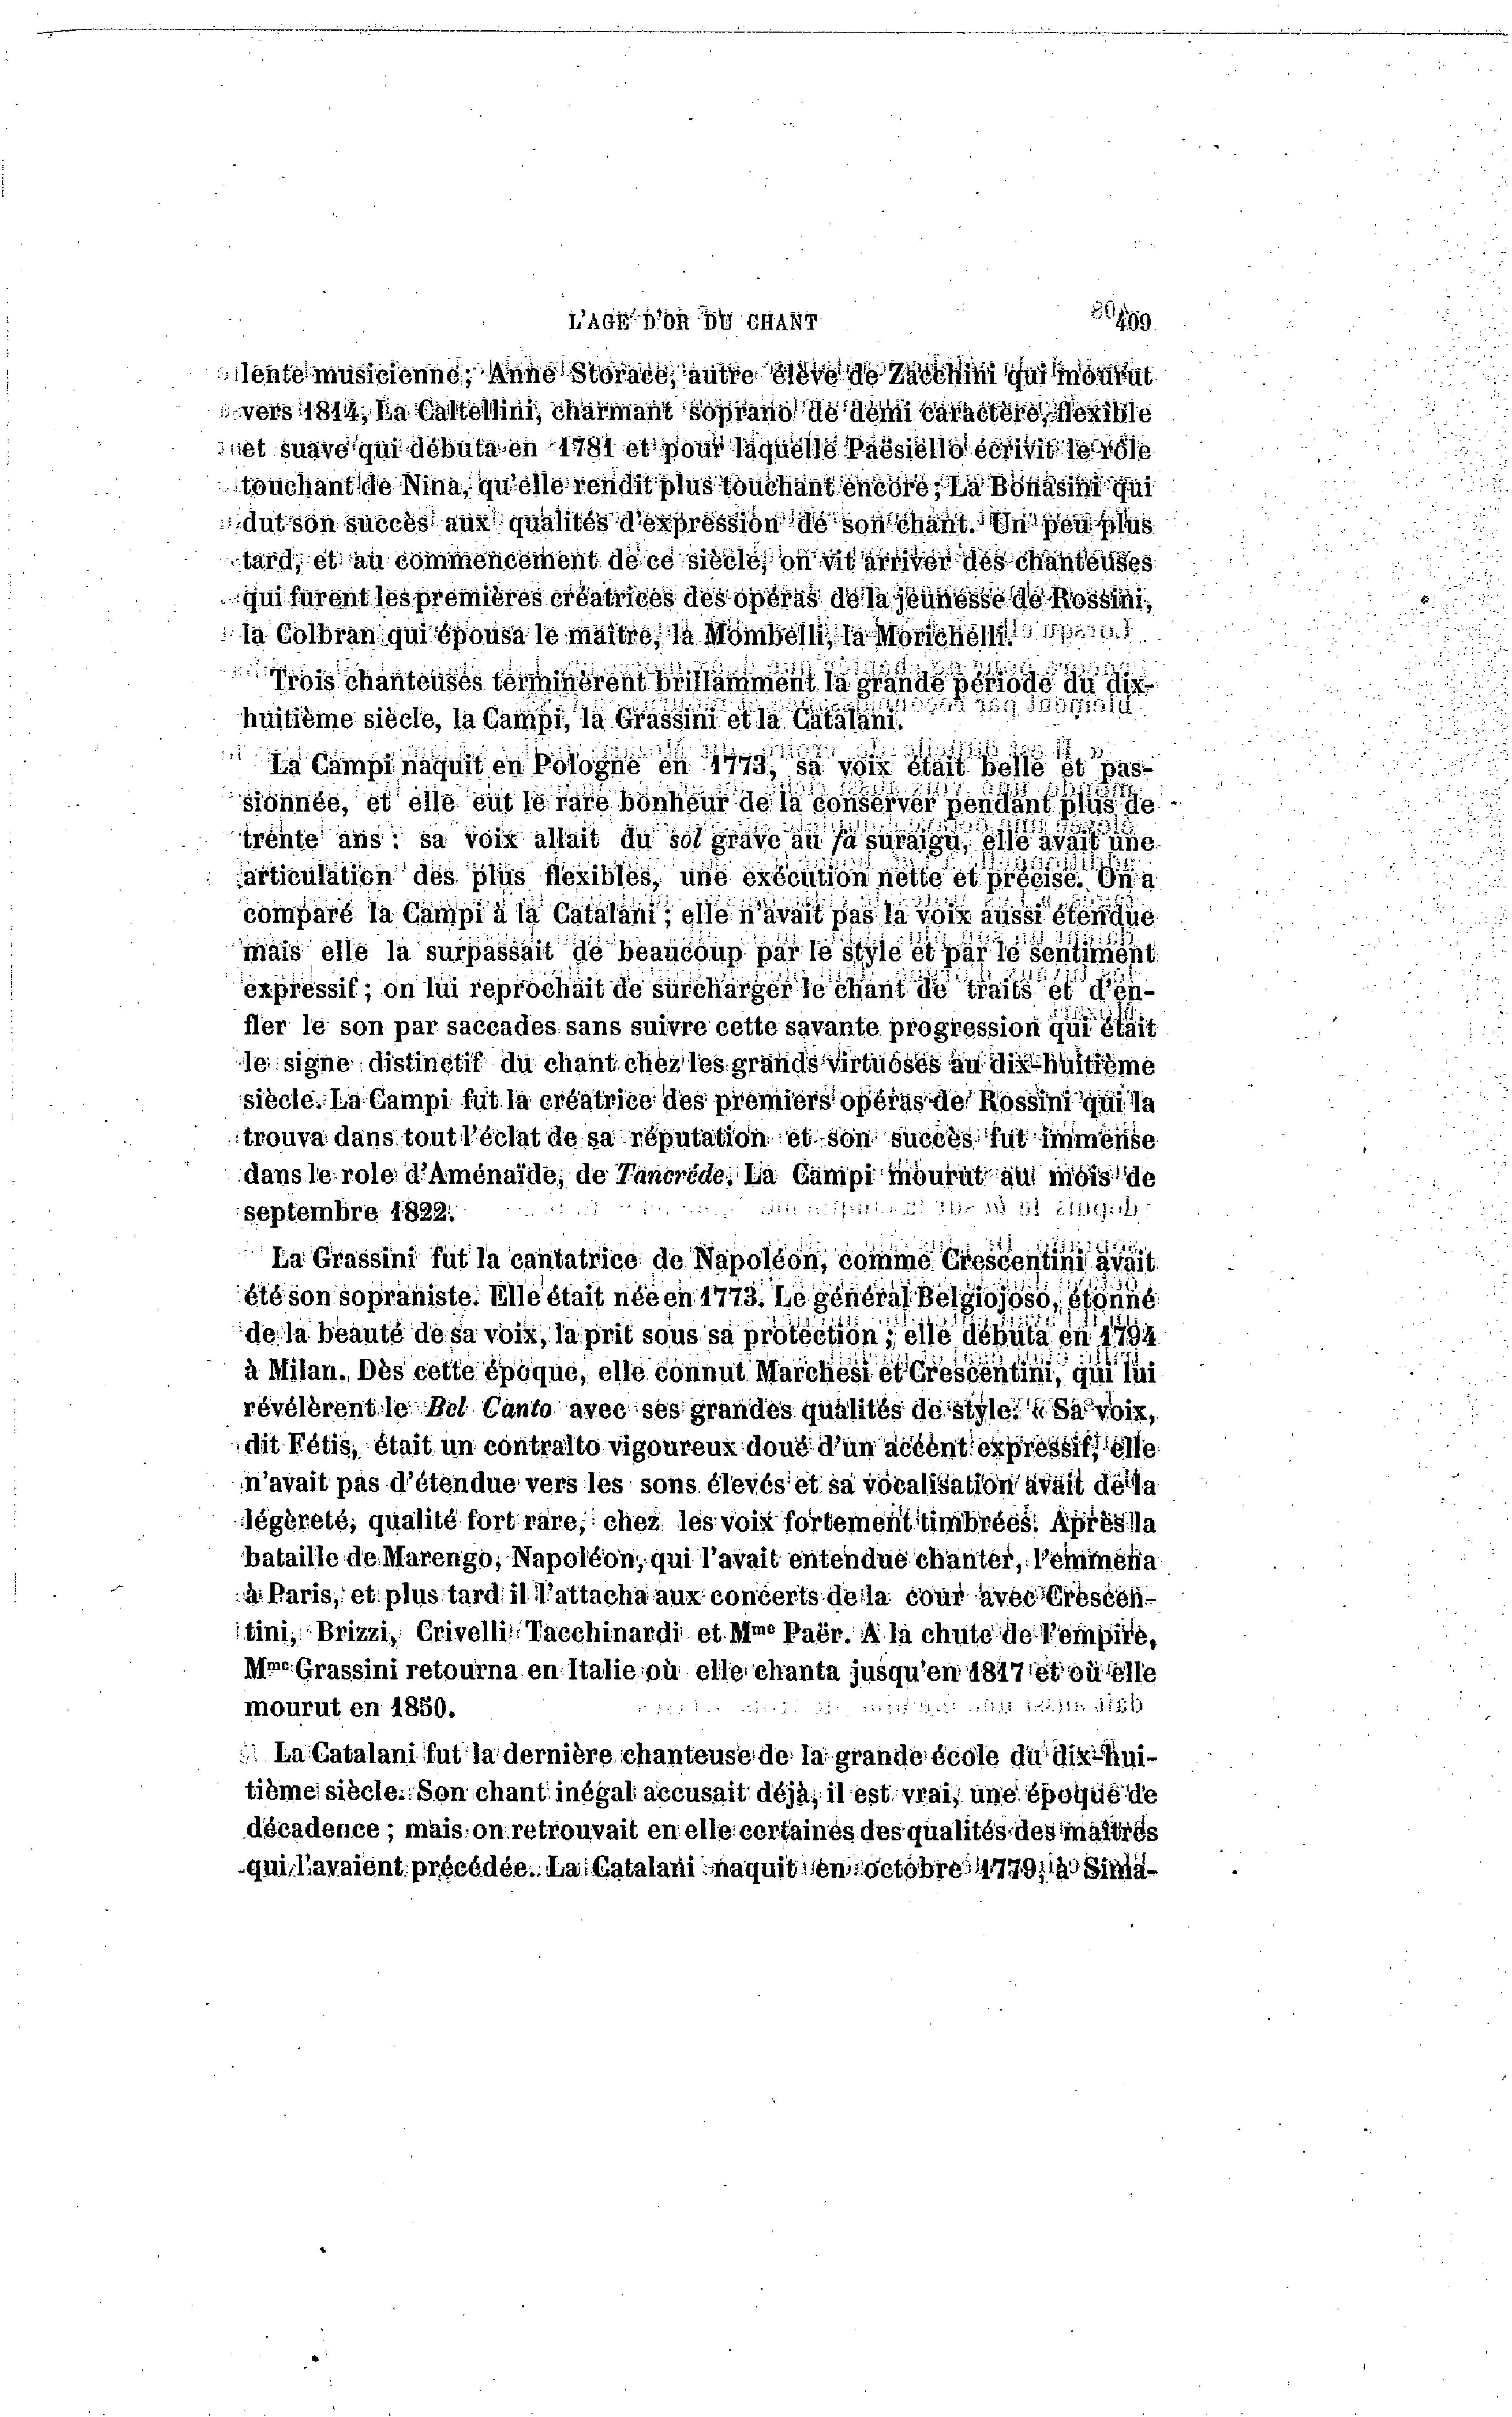 L'AGE D'OR DU CHANT 499
lente musicienne; Anne Storace, autre élève de Zacchini qui mourut
vers 1814, La Caltellini, charmant soprano de demi caractère, flexible
et suave qui débuta en 1781 et pour laquelle Paësiello écrivit le rôle
touchant de Nina, qu'elle rendit plus touchant encore; La Bonasini qui
dut son succès aux qualités d'expression de son chant. Un peu plus
tard, et au commencement de ce siècle, on vit arriver des chanteuses
qui furent les premières créatrices des opéras de la jeunesse de Rossini,
la Colbran qui épousa le maître, la Mombelli, la Morichelli.
Trois chanteuses terminèrent brillamment la grande période du dix-
huitième siècle, la Campi, la Grassini et la Catalani.
La Campi naquit en Pologne en 1773, sa voix était belle et pas-
sionnée, et elle eut le rare bonheur de la conserver pendant plus de
trente ans : sa voix allait du sol grave au fa suraigu, elle avait une
articulation des plus flexibles, une exécution nette et précise. On a
comparé la Campi à la Catalani; elle n'avait pas la voix aussi étendue
mais elle la surpassait de beaucoup par le style et par le sentiment
expressif; on lui reprochait de surcharger le chant de traits et d'en-
fler le son par saccades sans suivre cette savante progression qui était
le signe distinctif du chant chez les grands virtuoses au dix-huitième
siècle. La Campi fut la créatrice des premiers opéras de Rossini qui la
trouva dans tout l'éclat de sa réputation et son succès fut immense
dans le role d'Aménaïde, de Tancrède. La Campi mourut au mois de
septembre 1822.
La Grassini fut la cantatrice de Napoléon, comme Crescentini avait
été son sopraniste. Elle était née en 1773. Le général Belgiojoso, étonné
de la beauté de sa voix, la prit sous sa protection; elle débuta en 1794
à Milan. Dès cette époque, elle connut Marchesi et Crescentini, qui lui
révélèrent le Bel Canto avec ses grandes qualités de style. « Sa voix,
dit Fétis, était un contralto vigoureux doué d'un accent expressif, elle
n'avait pas d'étendue vers les sons élevés et sa vocalisation avait de la
légèreté, qualité fort rare, chez les voix fortement timbrées. Après la
bataille de Marengo, Napoléon, qui l'avait entendue chanter, l'emmena
à Paris, et plus tard il l'attacha aux concerts de la cour avec Crescen-
tini, Brizzi, Crivelli Tacchinardi et Mme Paër. A la chute de l'empire,
Mme Grassini retourna en Italie où elle chanta jusqu'en 1817 et où elle
mourut en 1850.
La Catalani fut la dernière chanteuse de la grande école du dix-hui-
tième siècle. Son chant inégal accusait déjà, il est vrai, une époque de
décadence; mais on retrouvait en elle certaines des qualités des maîtres
qui l'avaient précédée. La Catalani naquit en octobre 1779, à Sinia-